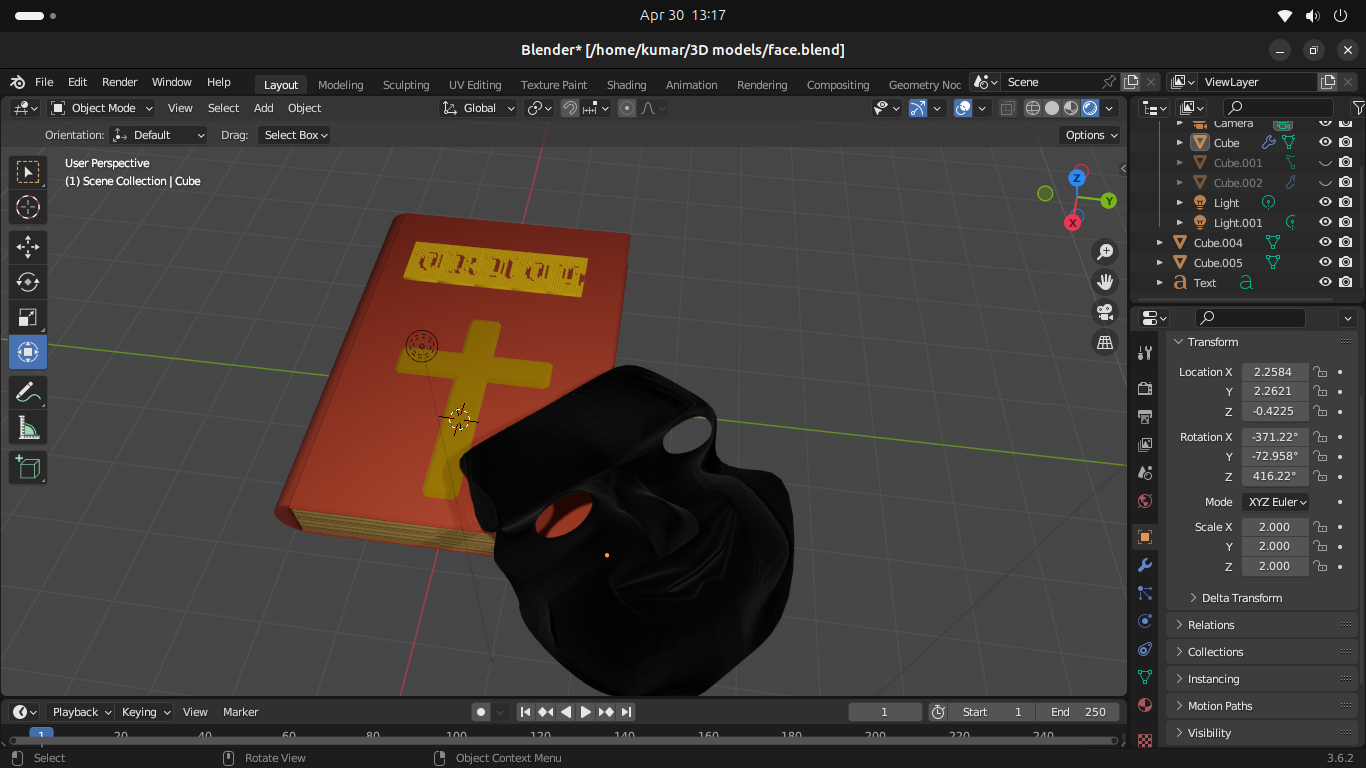 Apr 30 13:17
Blender* [/home/kumar/3D models/face.blend]
File Edit Render Window Help Layout Modeling Sculpting UV Editing Texture Paint Shading Animation Rendering Compositing Geometry Noc Scene ViewLayer
Object Mode View Select Add Object Global
Orientation: Default Drag: Select Box Options
User Perspective
(1) Scene Collection | Cube
Z
Y
X
Camera
Cube
Cube.001
Cube.002
Light
Light.001
Cube.004
Cube.005
a Text a
Transform
Location X 2.2584
Y 2.2621
Z -0.4225
Rotation X -371.22°
Y -72.958°
Z 416.22°
Mode XYZ Euler
Scale X 2.000
Y 2.000
Z 2.000
Delta Transform
Relations
Collections
Instancing
Motion Paths
Visibility
Playback Keying View Marker 1 Start 1 End 250
1 20 40 60 80 100 120 140 160 180 200 220 240
Select Rotate View Object Context Menu 3.6.2